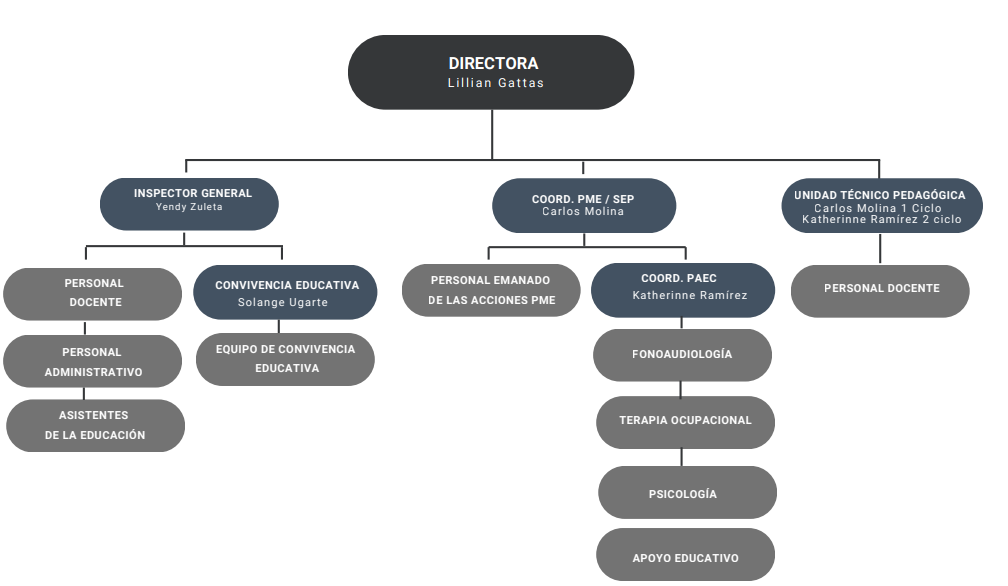 DIRECTORA
Lillian Gattas
INSPECTOR GENERAL
Yendy Zuleta
COORD. PME / SEP
Carlos Molina
UNIDAD TÉCNICO PEDAGÓGICA
Carlos Molina 1 Ciclo
Katherinne Ramírez 2 ciclo
PERSONAL
DOCENTE
CONVIVENCIA EDUCATIVA
Solange Ugarte
PERSONAL EMANADO
DE LAS ACCIONES PME
COORD. PAEC
Katherinne Ramírez
PERSONAL DOCENTE
PERSONAL
ADMINISTRATIVO
EQUIPO DE CONVIVENCIA
EDUCATIVA
FONOAUDIOLOGÍA
ASISTENTES
DE LA EDUCACIÓN
TERAPIA OCUPACIONAL
PSICOLOGÍA
APOYO EDUCATIVO